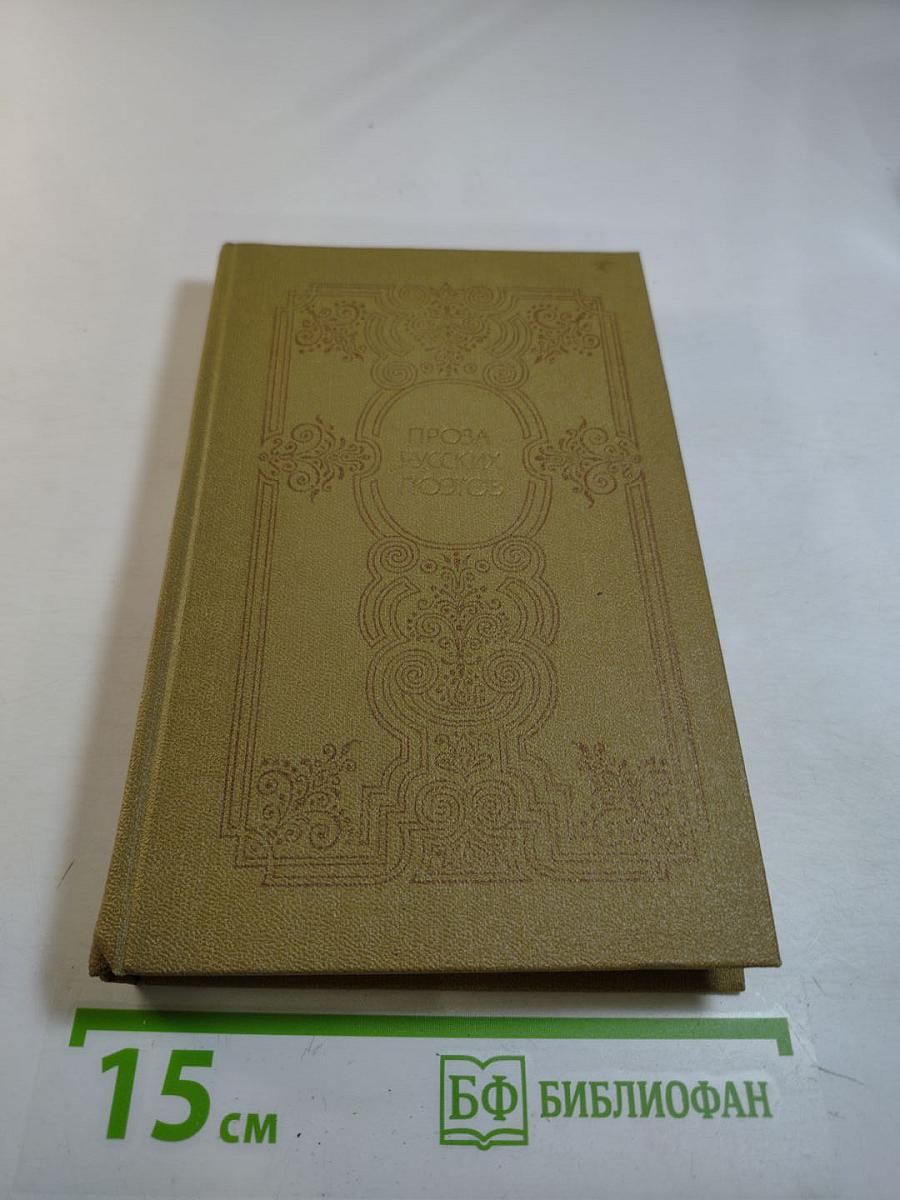 ПРОЗА
РУССКИХ
ПОЭТОВ
15 см
БФ БИБЛИОФАН